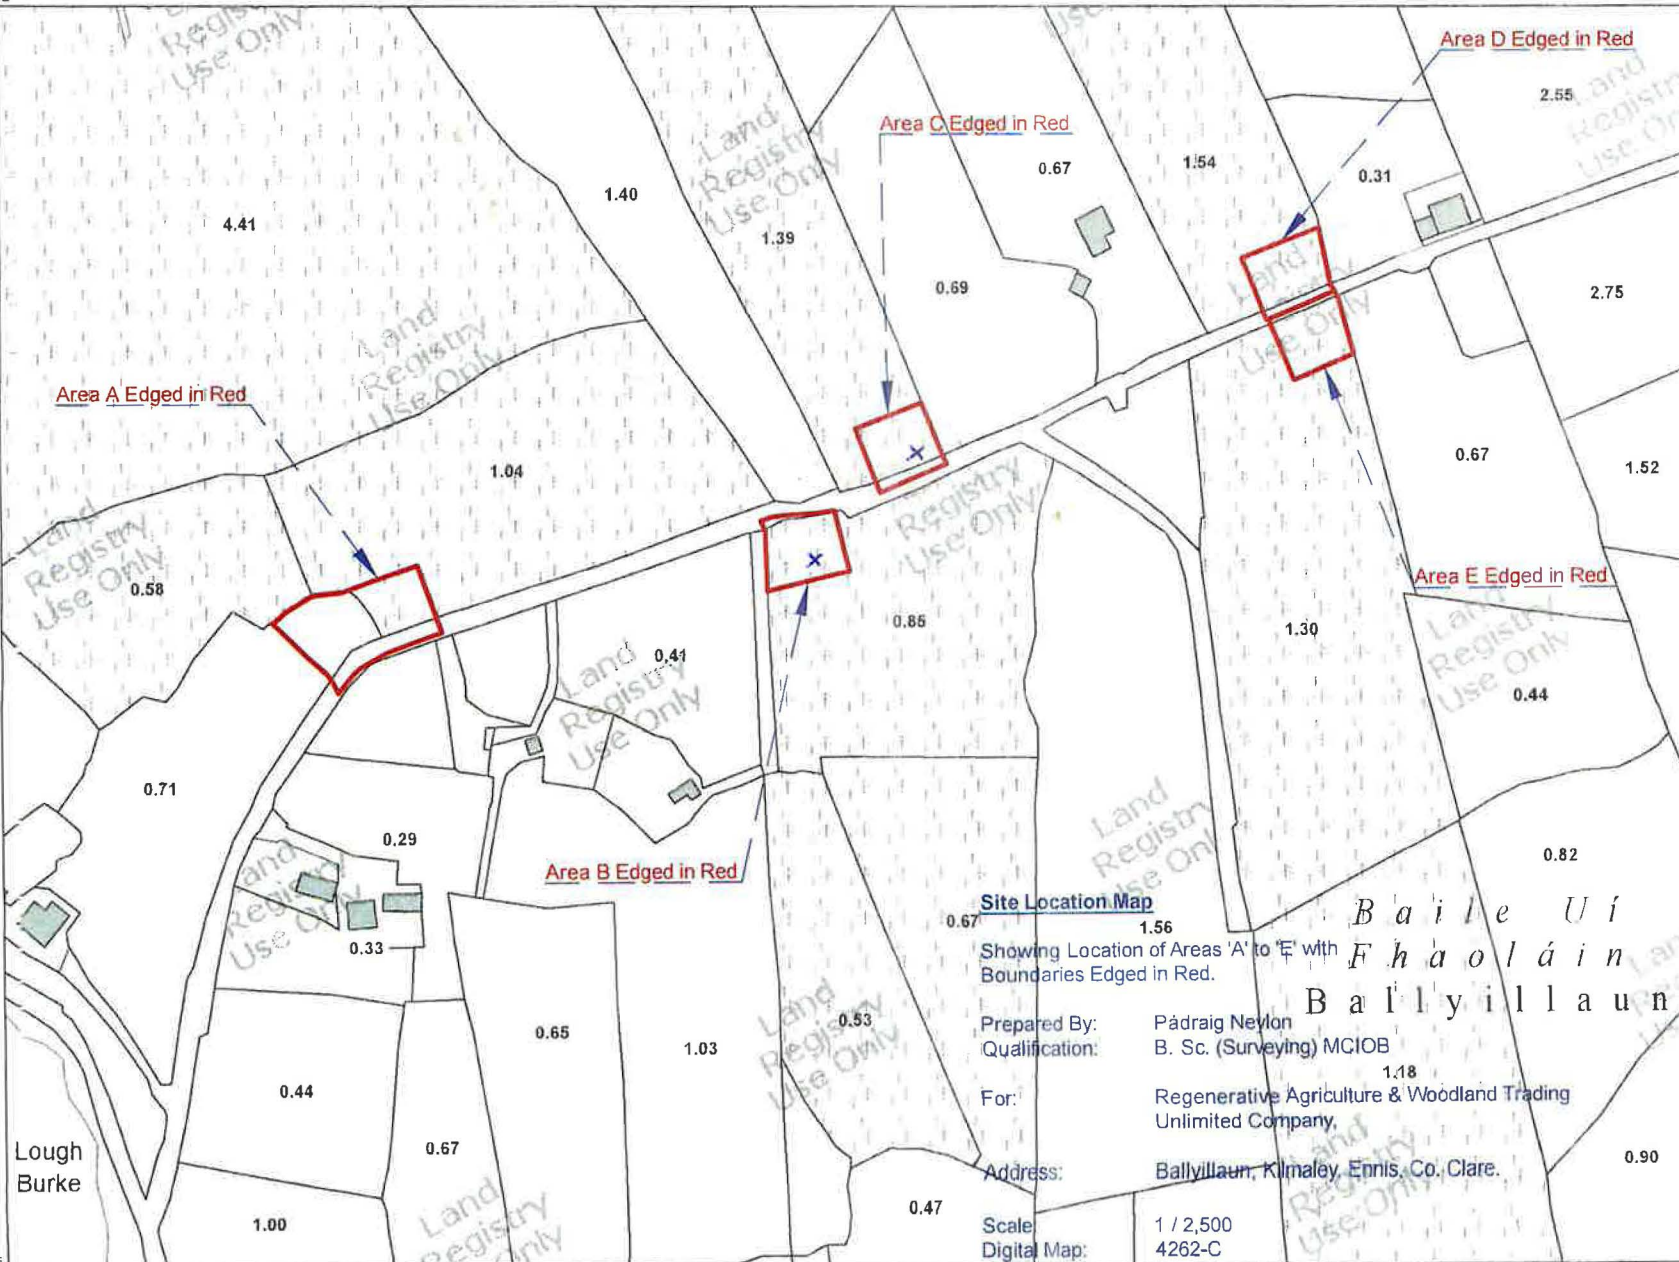 Land Registry Use Only
Area D Edged in Red
2.55
Area C Edged in Red
0.67
1.54
0.31
1.40
4.41
1.39
0.69
2.75
Area A Edged in Red
1.04
0.67
1.52
0.58
Area E Edged in Red
0.85
1.30
0.41
0.44
0.71
0.29
0.82
Area B Edged in Red
0.67
1.56
0.33
Site Location Map
Showing Location of Areas 'A' to 'E' with
Boundaries Edged in Red.
Baile Uí
Fhaoláin
Ballyillaun
Prepared By: Pádraig Neylon
Qualification: B. Sc. (Surveying) MCIOB
0.53
0.65
1.03
1.18
0.44
For: Regenerative Agriculture & Woodland Trading
Unlimited Company,
Lough
Burke
0.67
0.90
Address: Ballyillaun, Kilmaley, Ennis, Co. Clare.
0.47
1.00
Scale 1 / 2,500
Digital Map: 4262-C
Land
Registry
Use Only